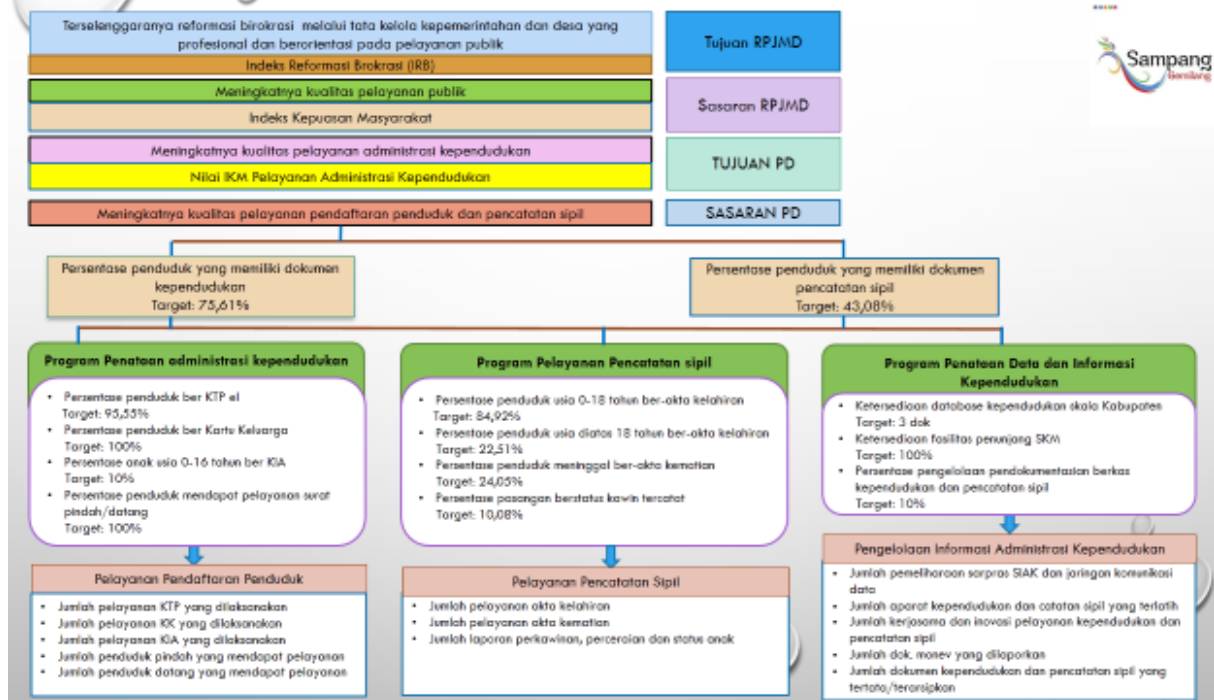 Terselenggaranya reformasi birokrasi melalui tata kelola kepemerintahan dan desa yang
profesional dan berorientasi pada pelayanan publik
Indeks Reformasi Brokrasi (IRB)
Tujuan RPJMD
Sampang
Gemilang
Meningkatnya kualitas pelayanan publik
Indeks Kepuasan Masyarakat
Sasaran RPJMD
Meningkatnya kualitas pelayanan administrasi kependudukan
Nilai IKM Pelayanan Administrasi Kependudukan
TUJUAN PD
Meningkatnya kualitas pelayanan pendaftaran penduduk dan pencatatan sipil
SASARAN PD
Persentase penduduk yang memiliki dokumen
kependudukan
Target: 75,61%
Persentase penduduk yang memiliki dokumen
pencatatan sipil
Target: 43,08%
Program Penataan administrasi kependudukan
• Persentase penduduk ber KTP el
Target: 95,55%
• Persentase penduduk ber Kartu Keluarga
Target: 100%
• Persentase anak usia 0-16 tahun ber KIA
Target: 10%
• Persentase penduduk mendapat pelayanan surat
pindah/datang
Target: 100%
Pelayanan Pendaftaran Penduduk
• Jumlah pelayanan KTP yang dilaksanakan
• Jumlah pelayanan KK yang dilaksanakan
• Jumlah pelayanan KIA yang dilaksanakan
• Jumlah penduduk pindah yang mendapat pelayanan
• Jumlah penduduk datang yang mendapat pelayanan
Program Pelayanan Pencatatan sipil
• Persentase penduduk usia 0-18 tahun ber-akta kelahiran
Target: 84,92%
• Persentase penduduk usia diatas 18 tahun ber-akta kelahiran
Target: 22,51%
• Persentase penduduk meninggal ber-akta kematian
Target: 24,05%
• Persentase pasangan berstatus kawin tercatat
Target: 10,08%
Pelayanan Pencatatan Sipil
• Jumlah pelayanan akta kelahiran
• Jumlah pelayanan akta kematian
• Jumlah laporan perkawinan, perceraian dan status anak
Program Penataan Data dan Informasi
Kependudukan
• Ketersediaan database kependudukan skala Kabupaten
Target: 3 dok
• Ketersediaan fasilitas penunjang SKM
Target: 100%
• Persentase pengelolaan pendokumentasian berkas
kependudukan dan pencatatan sipil
Target: 10%
Pengelolaan Informasi Administrasi Kependudukan
• Jumlah pemeliharaan sarpras SIAK dan jaringan komunikasi
data
• Jumlah aparat kependudukan dan catatan sipil yang terlatih
• Jumlah kerjasama dan inovasi pelayanan kependudukan dan
pencatatan sipil
• Jumlah dok. monev yang dilaporkan
• Jumlah dokumen kependudukan dan pencatatan sipil yang
tertata/terarsipkan